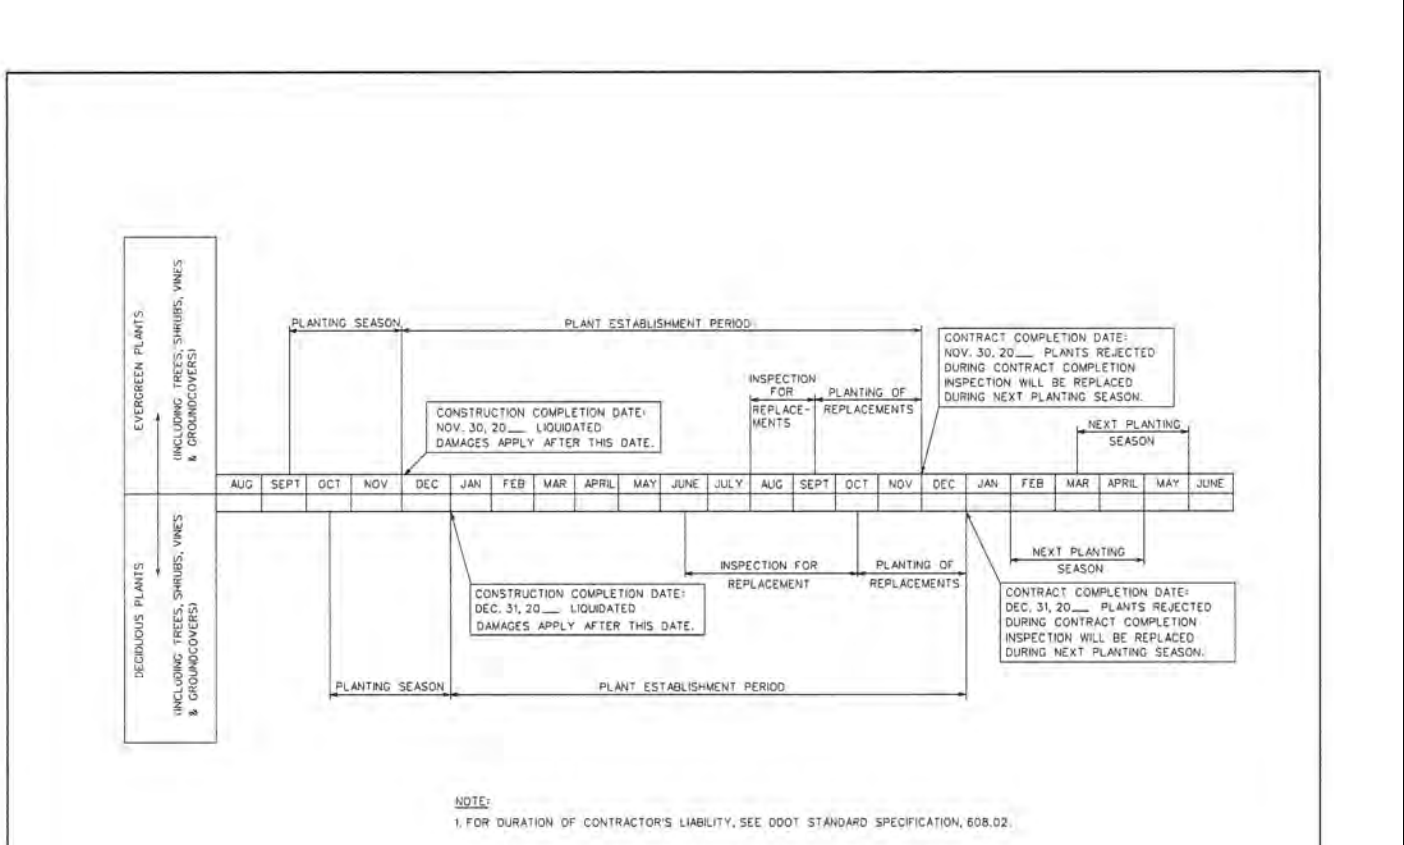 EVERGREEN PLANTS
(INCLUDING TREES, SHRUBS, VINES
& GROUNDCOVERS)
PLANTING SEASON
PLANT ESTABLISHMENT PERIOD
CONSTRUCTION COMPLETION DATE:
NOV. 30, 20__ LIQUIDATED
DAMAGES APPLY AFTER THIS DATE.
INSPECTION
FOR
REPLACE-
MENTS
PLANTING OF
REPLACEMENTS
CONTRACT COMPLETION DATE:
NOV. 30, 20__ PLANTS REJECTED
DURING CONTRACT COMPLETION
INSPECTION WILL BE REPLACED
DURING NEXT PLANTING SEASON.
NEXT PLANTING
SEASON
AUG SEPT OCT NOV DEC JAN FEB MAR APRIL MAY JUNE JULY AUG SEPT OCT NOV DEC JAN FEB MAR APRIL MAY JUNE
DECIDUOUS PLANTS
(INCLUDING TREES, SHRUBS, VINES
& GROUNDCOVERS)
CONSTRUCTION COMPLETION DATE:
DEC. 31, 20__ LIQUIDATED
DAMAGES APPLY AFTER THIS DATE.
INSPECTION FOR
REPLACEMENT
PLANTING OF
REPLACEMENTS
NEXT PLANTING
SEASON
CONTRACT COMPLETION DATE:
DEC. 31, 20__ PLANTS REJECTED
DURING CONTRACT COMPLETION
INSPECTION WILL BE REPLACED
DURING NEXT PLANTING SEASON.
PLANTING SEASON
PLANT ESTABLISHMENT PERIOD
NOTE:
1. FOR DURATION OF CONTRACTOR'S LIABILITY, SEE DDOT STANDARD SPECIFICATION, 608.02.